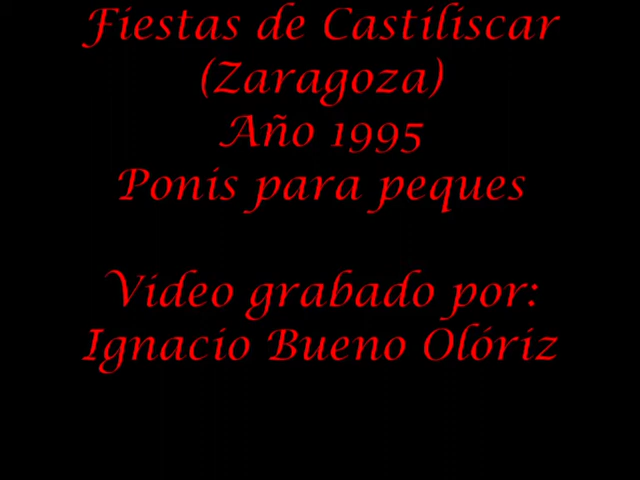 Fiestas de Castiliscar
(Zaragoza)
Año 1995
Ponis para peques
Video grabado por:
Ignacio Bueno Olóriz